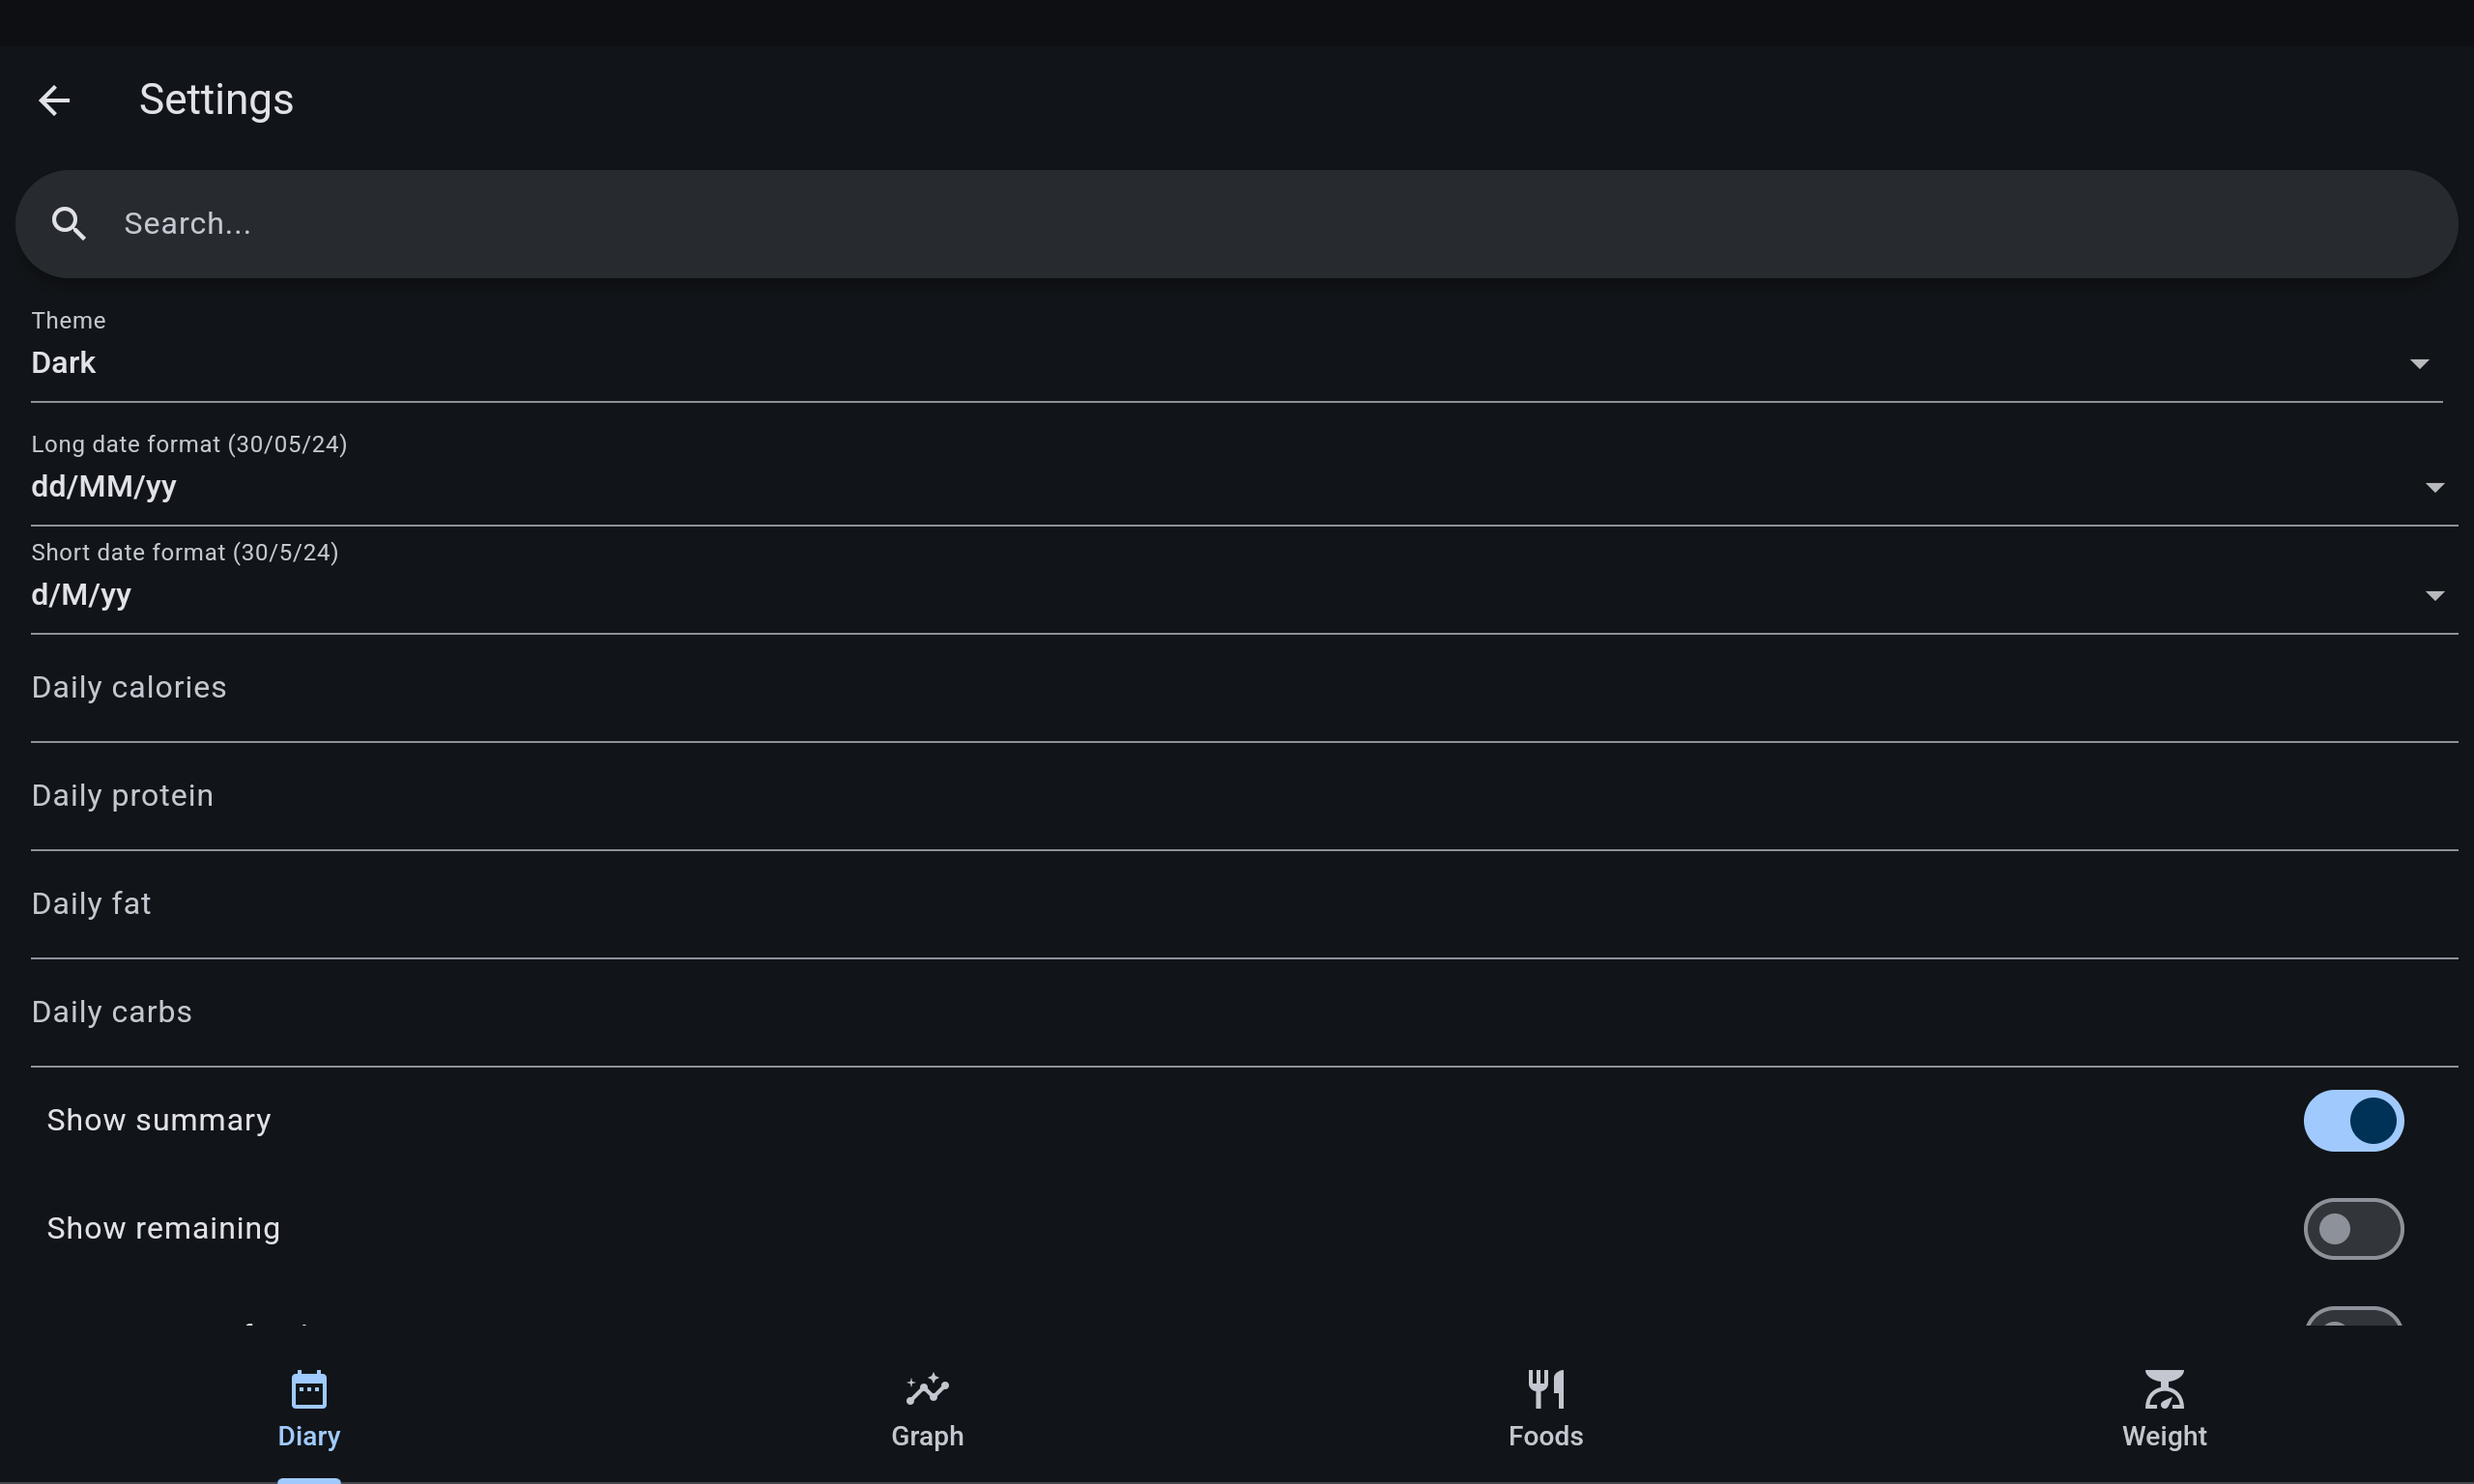 Settings
Search...
Theme
Dark
Long date format (30/05/24)
dd/MM/yy
Short date format (30/5/24)
d/M/yy
Daily calories
Daily protein
Daily fat
Daily carbs
Show summary
Show remaining
Diary
Graph
Foods
Weight